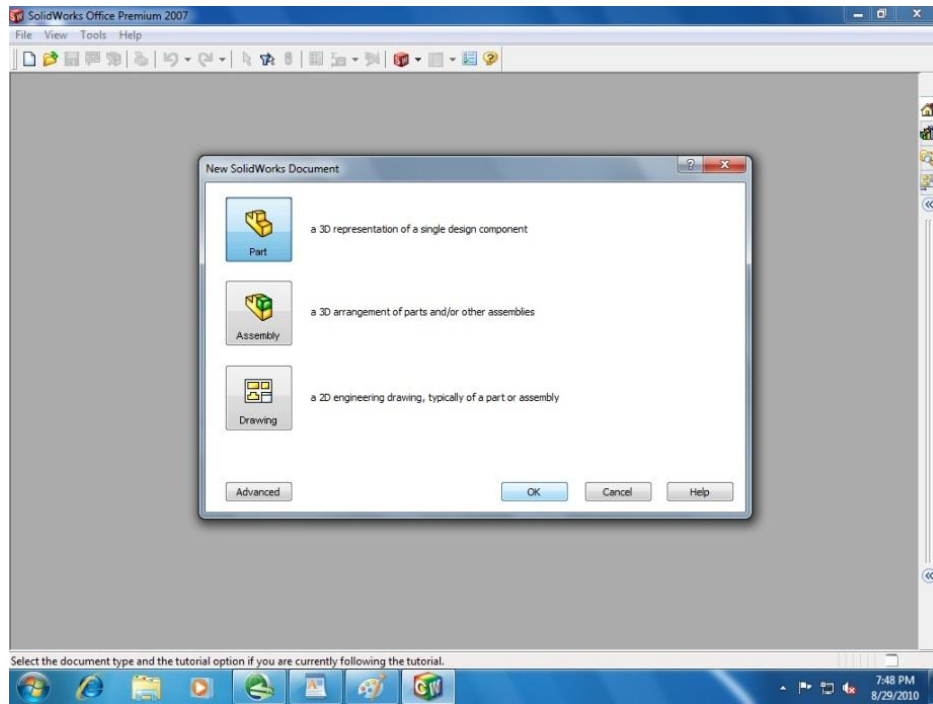 SolidWorks Office Premium 2007
File View Tools Help
New SolidWorks Document
Part
a 3D representation of a single design component
Assembly
a 3D arrangement of parts and/or other assemblies
Drawing
a 2D engineering drawing, typically of a part or assembly
Advanced OK Cancel Help
Select the document type and the tutorial option if you are currently following the tutorial.
7:48 PM
8/29/2010